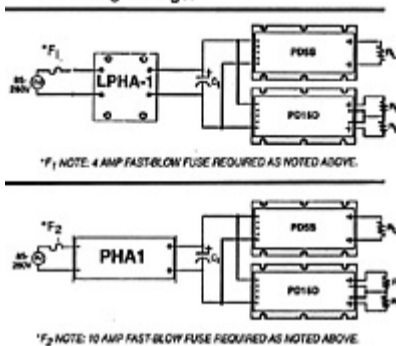 *F1
85-
260V
LPHA-1
C1
PD5S
PD15D
*F1 NOTE: 4 AMP FAST-BLOW FUSE REQUIRED AS NOTED ABOVE.
*F2
85-
260V
PHA1
C1
PD5S
PD15D
*F2 NOTE: 10 AMP FAST-BLOW FUSE REQUIRED AS NOTED ABOVE.